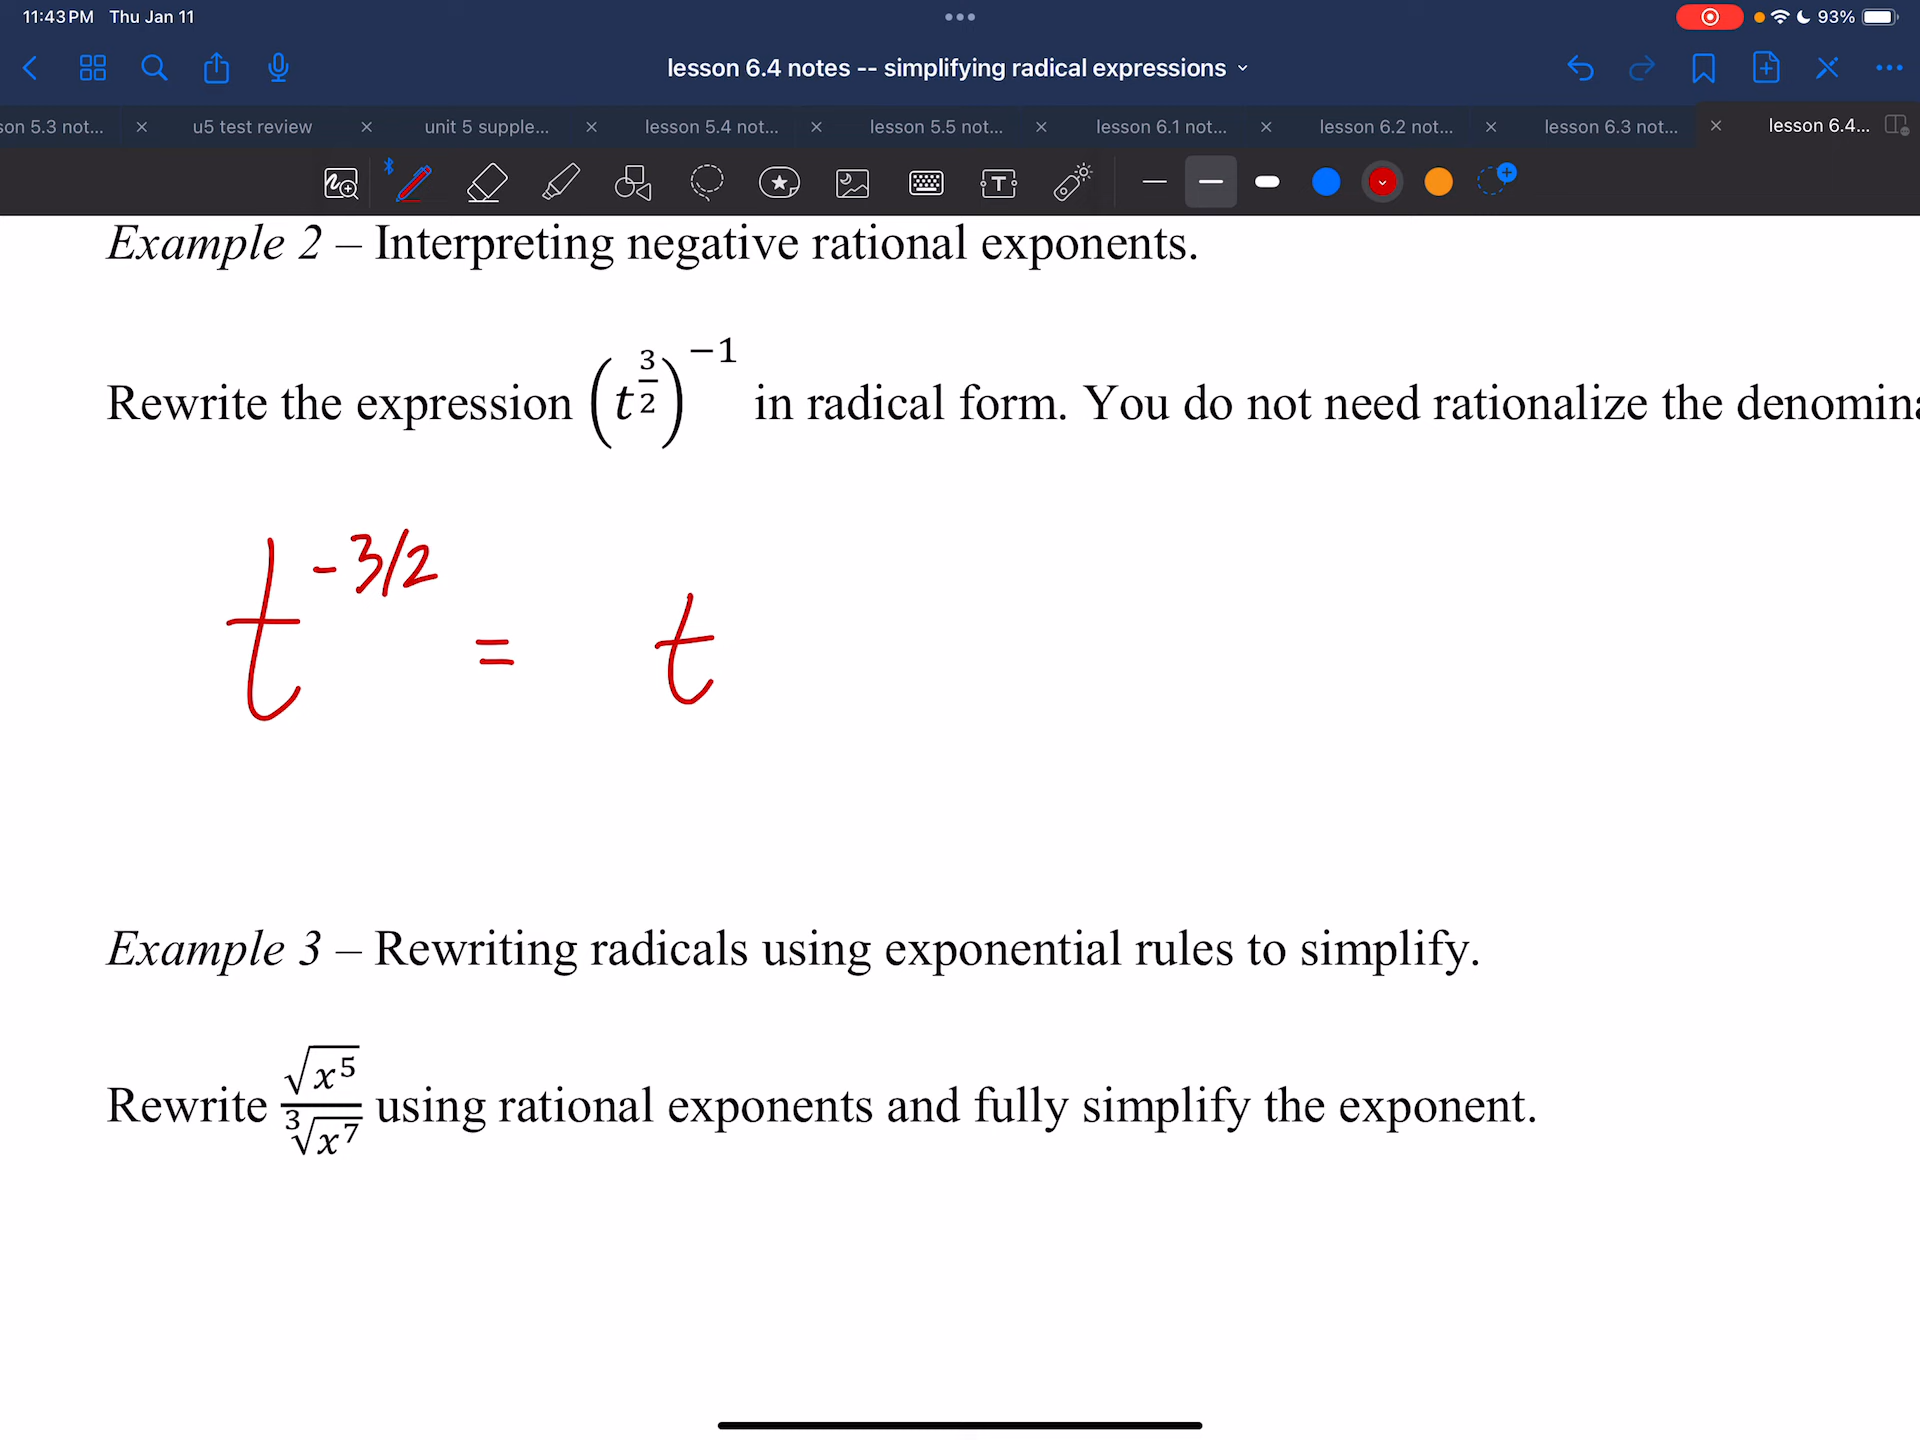 11:43 PM Thu Jan 11 93%
lesson 6.4 notes -- simplifying radical expressions
son 5.3 not... u5 test review unit 5 supple... lesson 5.4 not... lesson 5.5 not... lesson 6.1 not... lesson 6.2 not... lesson 6.3 not... lesson 6.4...
Example 2 – Interpreting negative rational exponents.
Rewrite the expression (t^{3/2})^{−1} in radical form. You do not need rationalize the denomina
t^{-3/2} = t
Example 3 – Rewriting radicals using exponential rules to simplify.
Rewrite √(x^5) / ∛(x^7) using rational exponents and fully simplify the exponent.